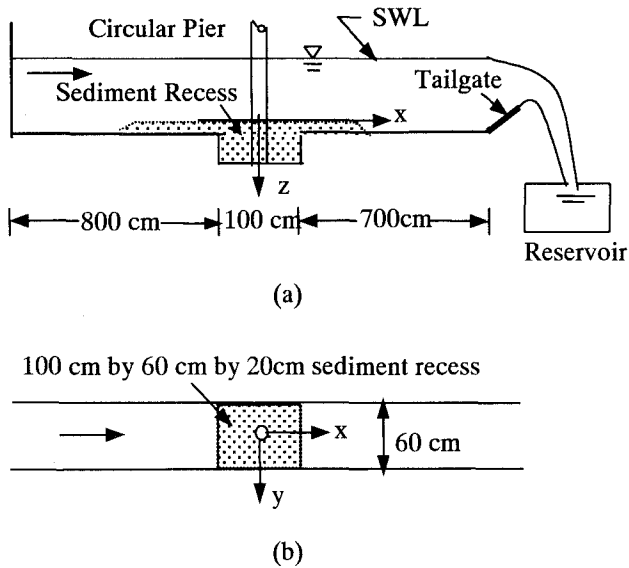 Circular Pier
SWL
Tailgate
Sediment Recess
x
z
800 cm
100 cm
700cm
Reservoir
(a)
100 cm by 60 cm by 20cm sediment recess
x
60 cm
y
(b)